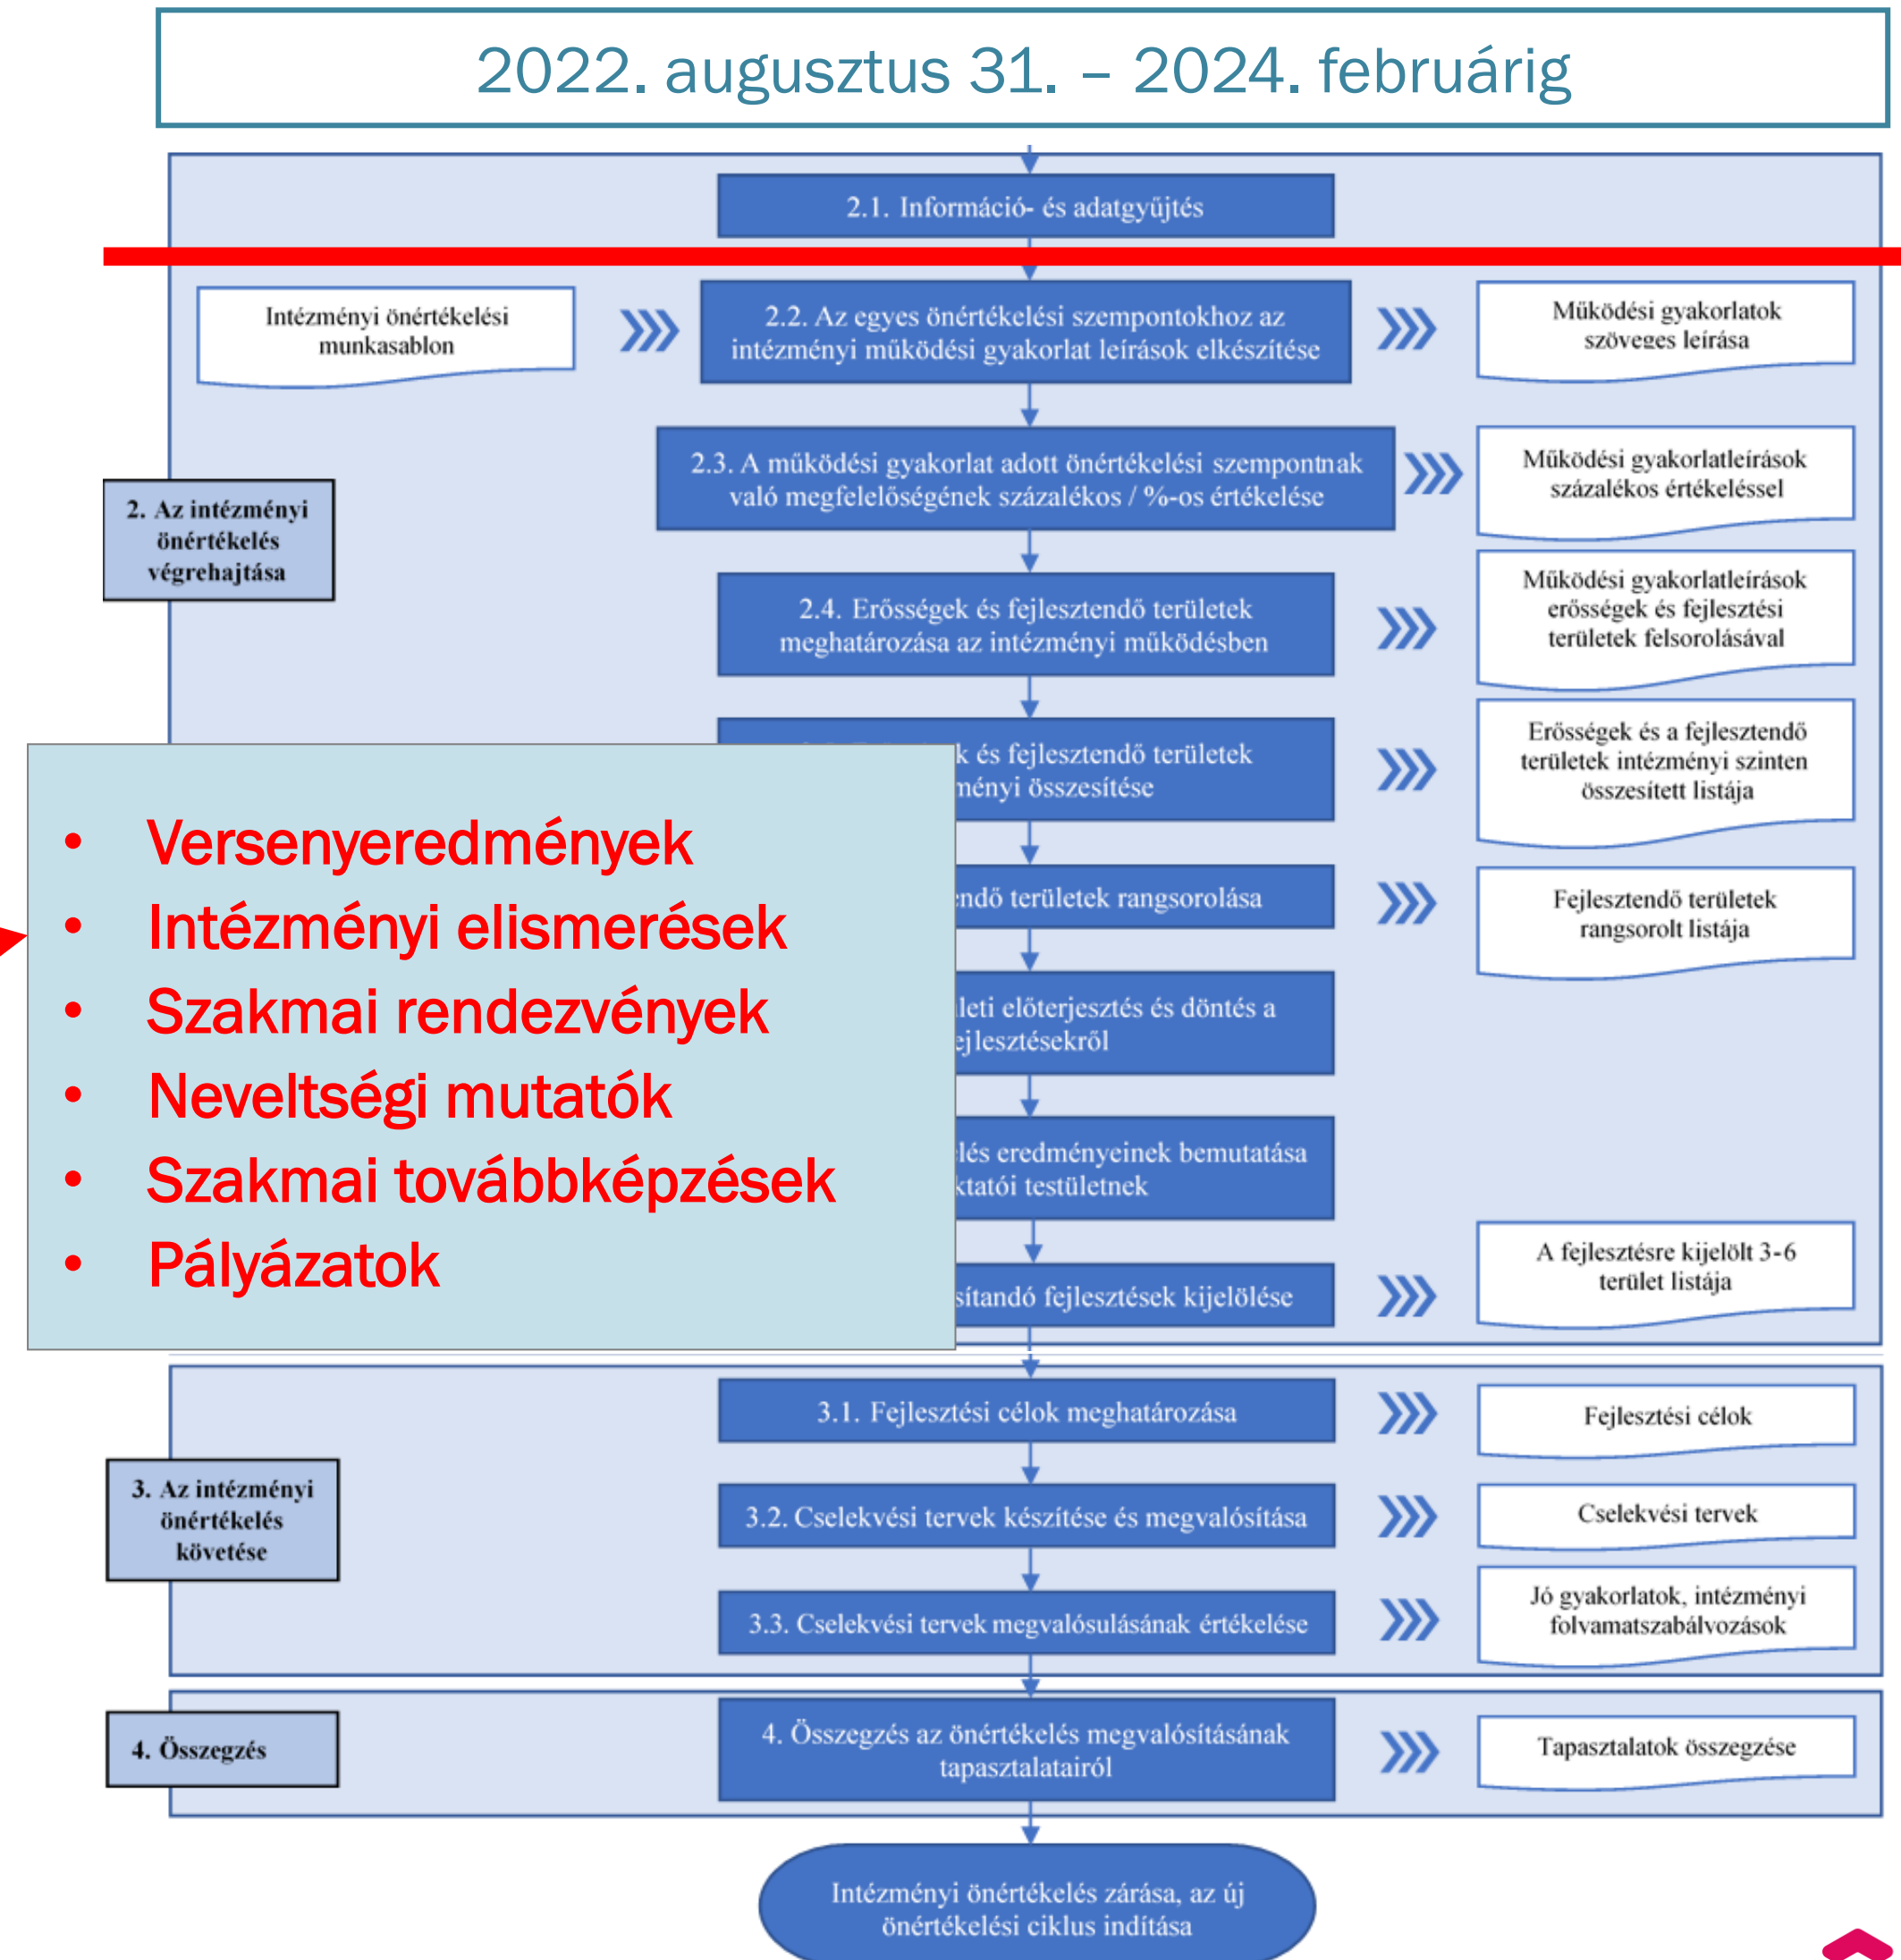 2022. augusztus 31. – 2024. februárig
2.1. Információ- és adatgyűjtés
Intézményi önértékelési
munkasablon
2.2. Az egyes önértékelési szempontokhoz az
intézményi működési gyakorlat leírások elkészítése
Működési gyakorlatok
szöveges leírása
2.3. A működési gyakorlat adott önértékelési szempontnak
való megfelelőségének százalékos / %-os értékelése
Működési gyakorlatleírások
százalékos értékeléssel
2. Az intézményi
önértékelés
végrehajtása
2.4. Erősségek és fejlesztendő területek
meghatározása az intézményi működésben
Működési gyakorlatleírások
erősségek és fejlesztési
területek felsorolásával
k és fejlesztendő területek
ményi összesítése
Erősségek és a fejlesztendő
területek intézményi szinten
összesített listája
• Versenyeredmények
• Intézményi elismerések
• Szakmai rendezvények
• Neveltségi mutatók
• Szakmai továbbképzések
• Pályázatok
endő területek rangsorolása
Fejlesztendő területek
rangsorolt listája
leti előterjesztés és döntés a
ejlesztésekről
lés eredményeinek bemutatása
ktatói testületnek
sítandó fejlesztések kijelölése
A fejlesztésre kijelölt 3-6
terület listája
3. Az intézményi
önértékelés
követése
3.1. Fejlesztési célok meghatározása
Fejlesztési célok
3.2. Cselekvési tervek készítése és megvalósítása
Cselekvési tervek
3.3. Cselekvési tervek megvalósulásának értékelése
Jó gyakorlatok, intézményi
folyamatszabályozások
4. Összegzés
4. Összegzés az önértékelés megvalósításának
tapasztalatairól
Tapasztalatok összegzése
Intézményi önértékelés zárása, az új
önértékelési ciklus indítása